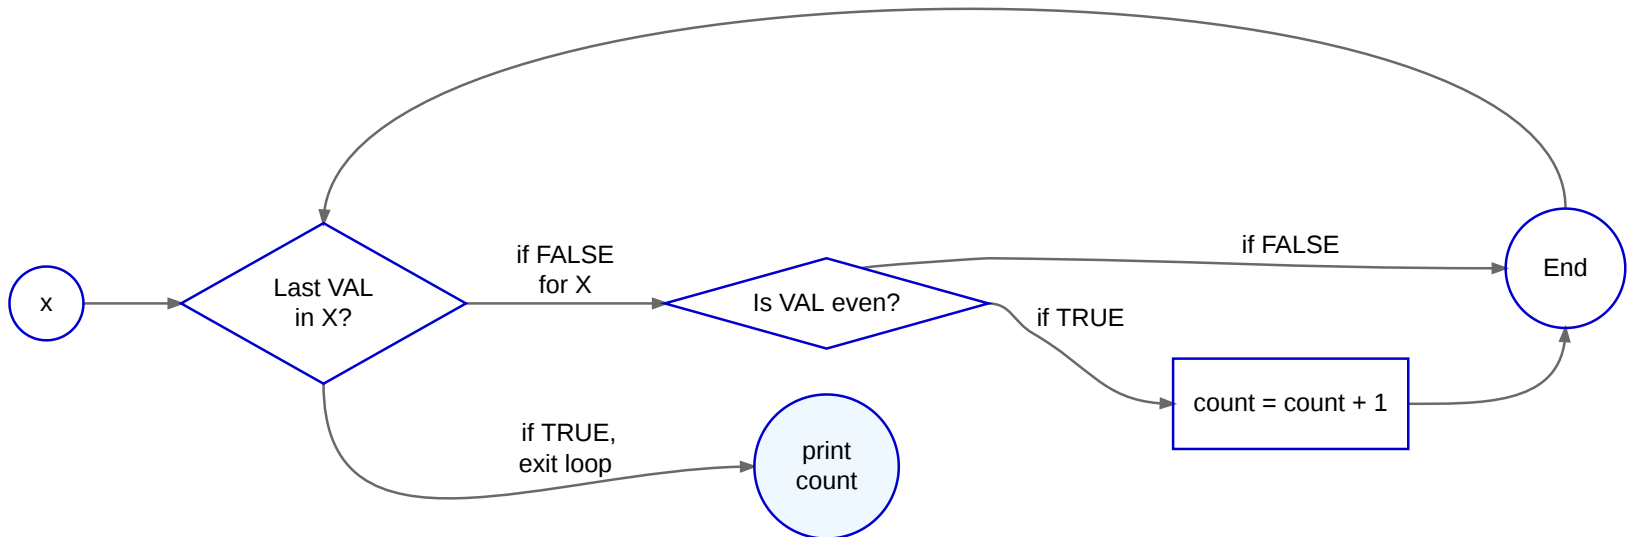 x
Last VAL
in X?
if FALSE
for X
Is VAL even?
if FALSE
End
if TRUE
count = count + 1
if TRUE,
exit loop
print
count